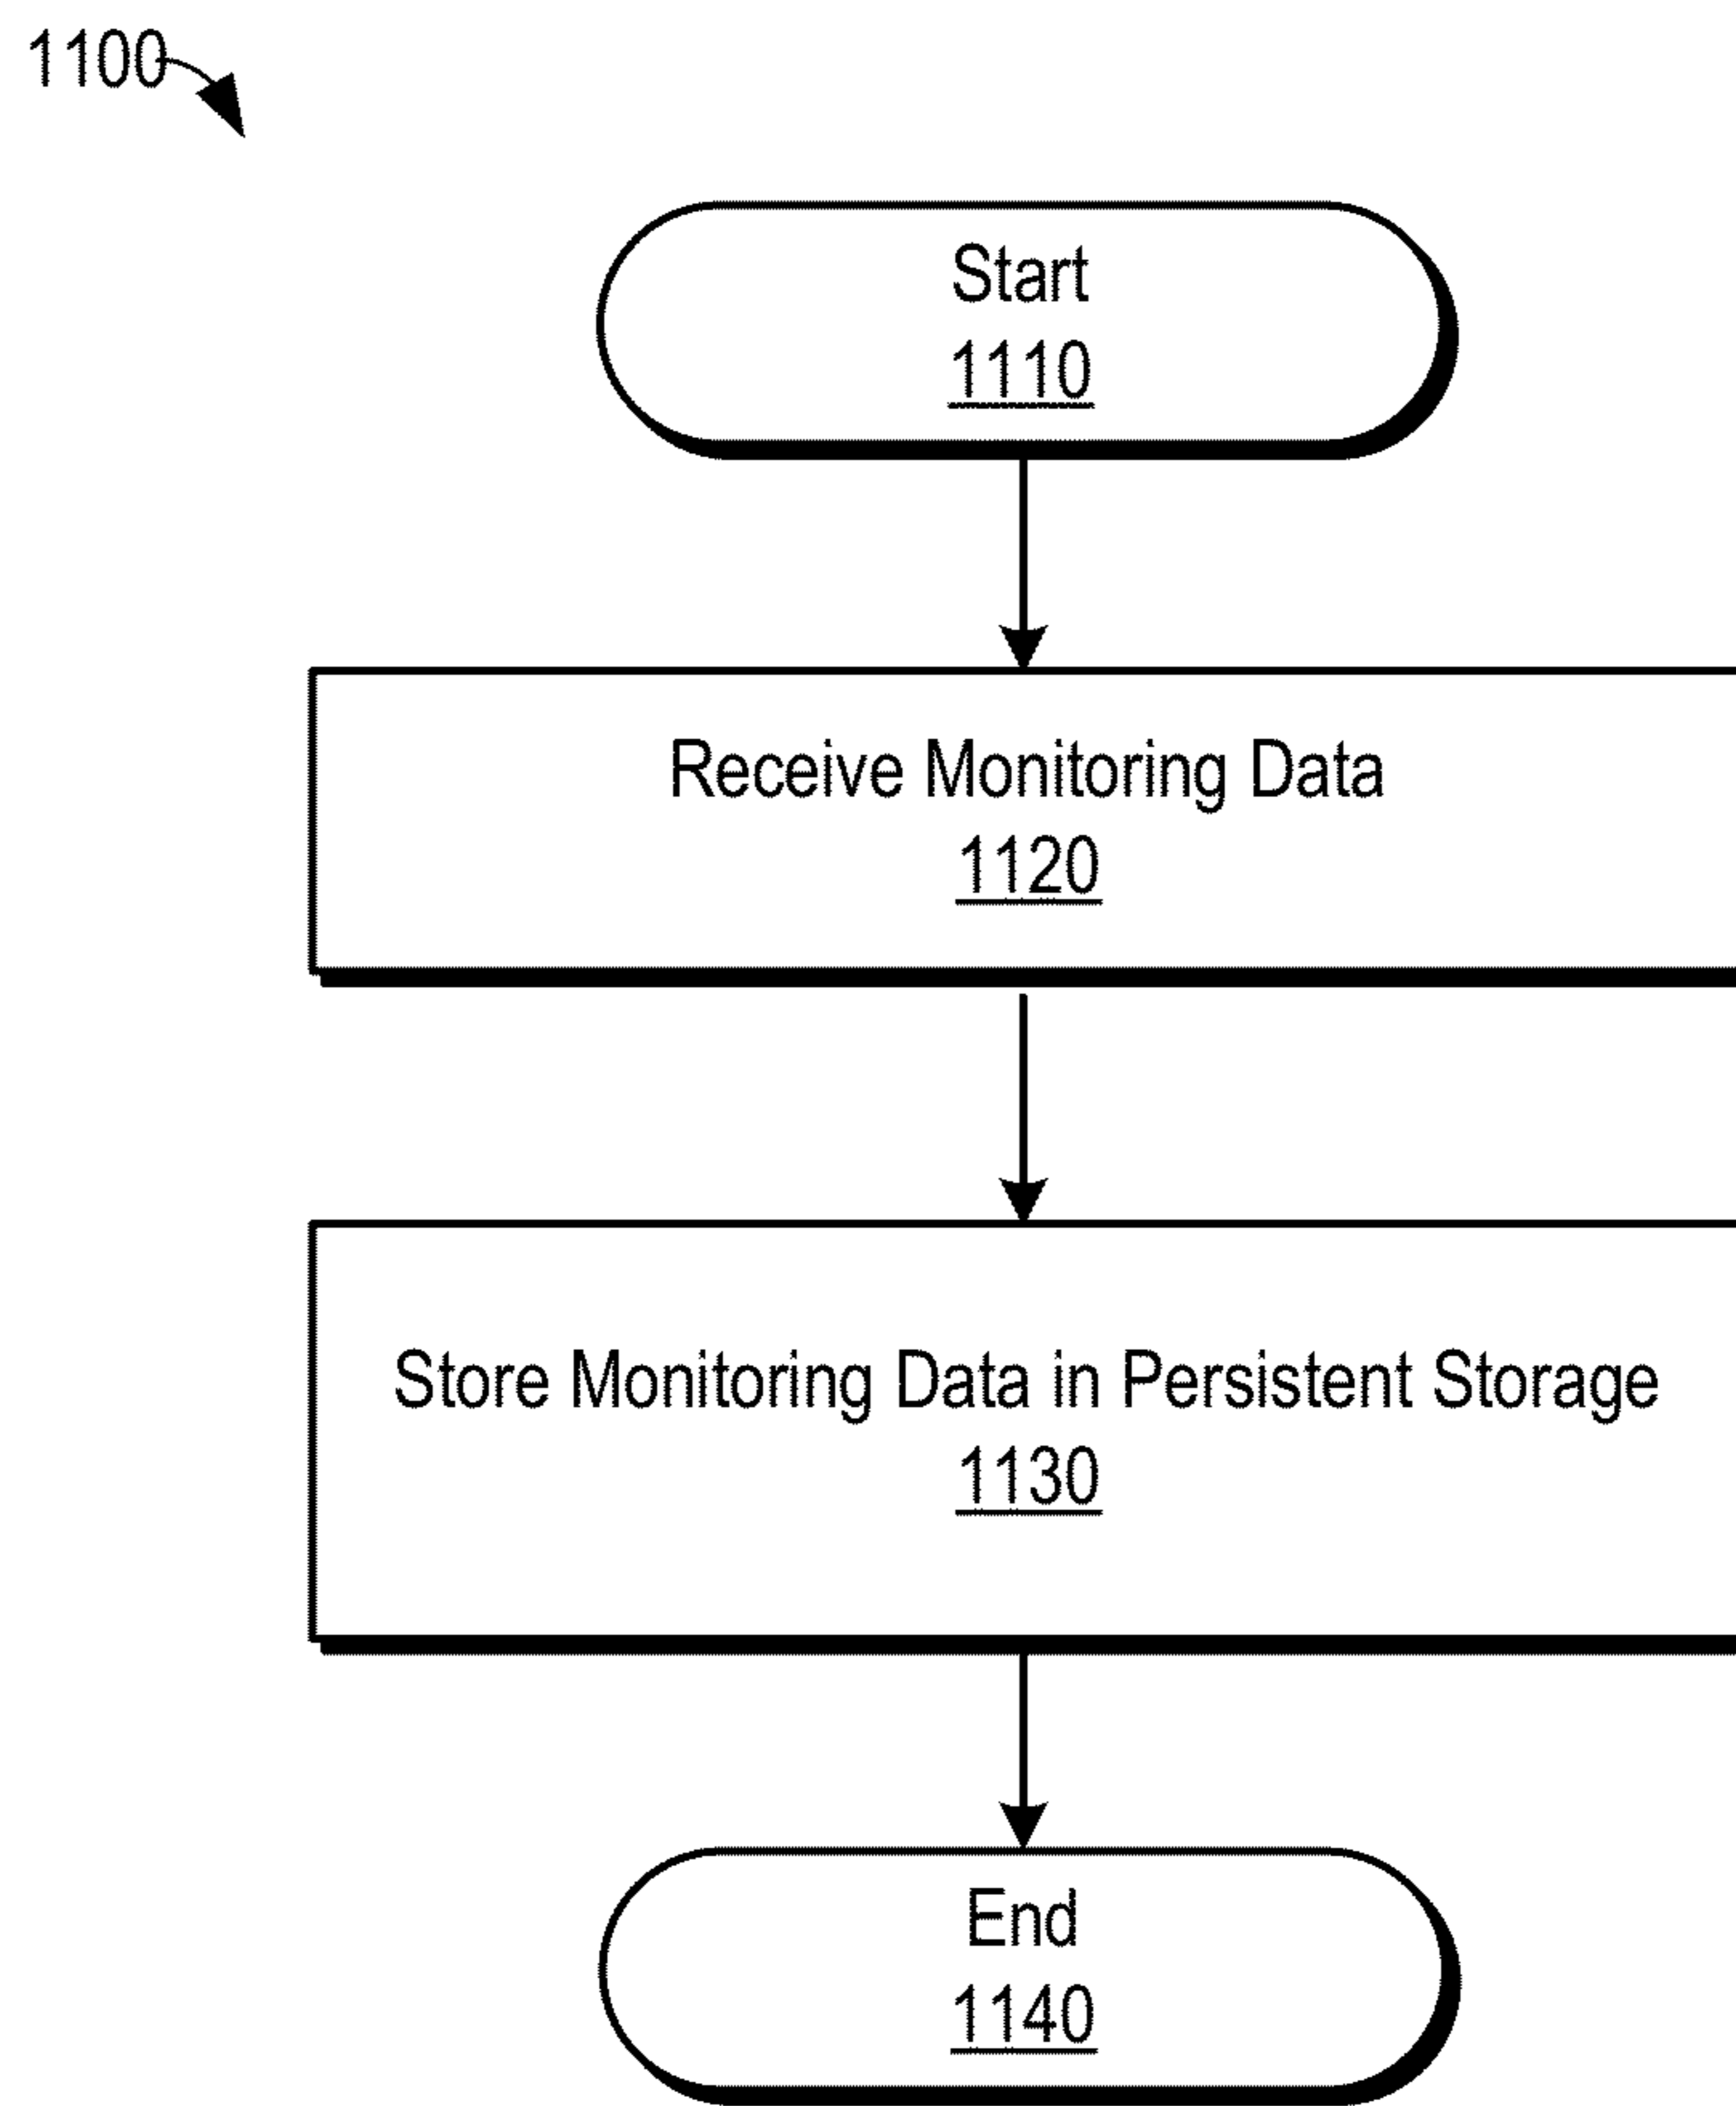 1100
Start
1110
Receive Monitoring Data
1120
Store Monitoring Data in Persistent Storage
1130
End
1140